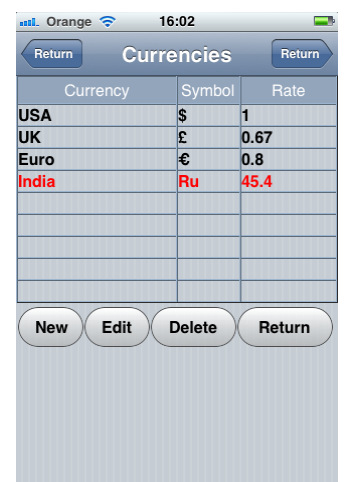 Orange 16:02
Return Currencies Return
Currency Symbol Rate
USA $ 1
UK £ 0.67
Euro € 0.8
India Ru 45.4
New Edit Delete Return